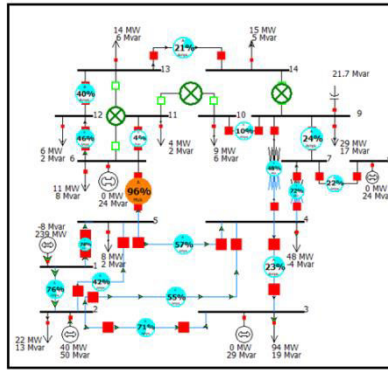 14 MW
6 Mvar
15 MW
5 Mvar
21%
13
14
21.7 Mvar
40%
12
11
10
9
46%
4%
10%
24%
6 MW
2 Mvar
6
4 MW
2 Mvar
9 MW
6 Mvar
7
29 MW
17 Mvar
22%
11 MW
8 Mvar
0 MW
24 Mvar
96%
0 MW
24 Mvar
5
4
-8 Mvar
239 MW
8 MW
2 Mvar
57%
48 MW
-4 Mvar
23%
1
76%
42%
55%
2
71%
3
22 MW
13 Mvar
40 MW
50 Mvar
0 MW
29 Mvar
94 MW
19 Mvar